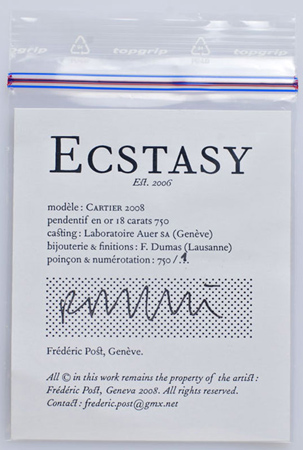 topgrip topgrip
ECSTASY
Est. 2006
modèle : CARTIER 2008
pendentif en or 18 carats 750
casting : Laboratoire Auer SA (Genève)
bijouterie & finitions : F. Dumas (Lausanne)
poinçon & numérotation : 750 / .1.
Frédéric Post, Genève.
All © in this work remains the property of the artist :
Frédéric Post, Geneva 2008. All rights reserved.
Contact : frederic.post@gmx.net